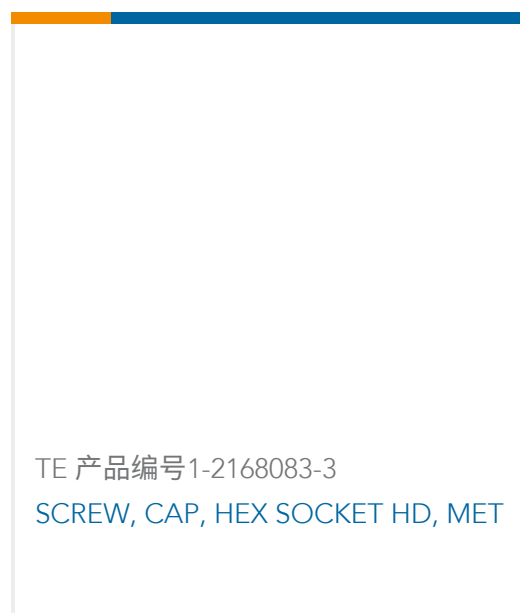 TE 产品编号1-2168083-3
SCREW, CAP, HEX SOCKET HD, MET